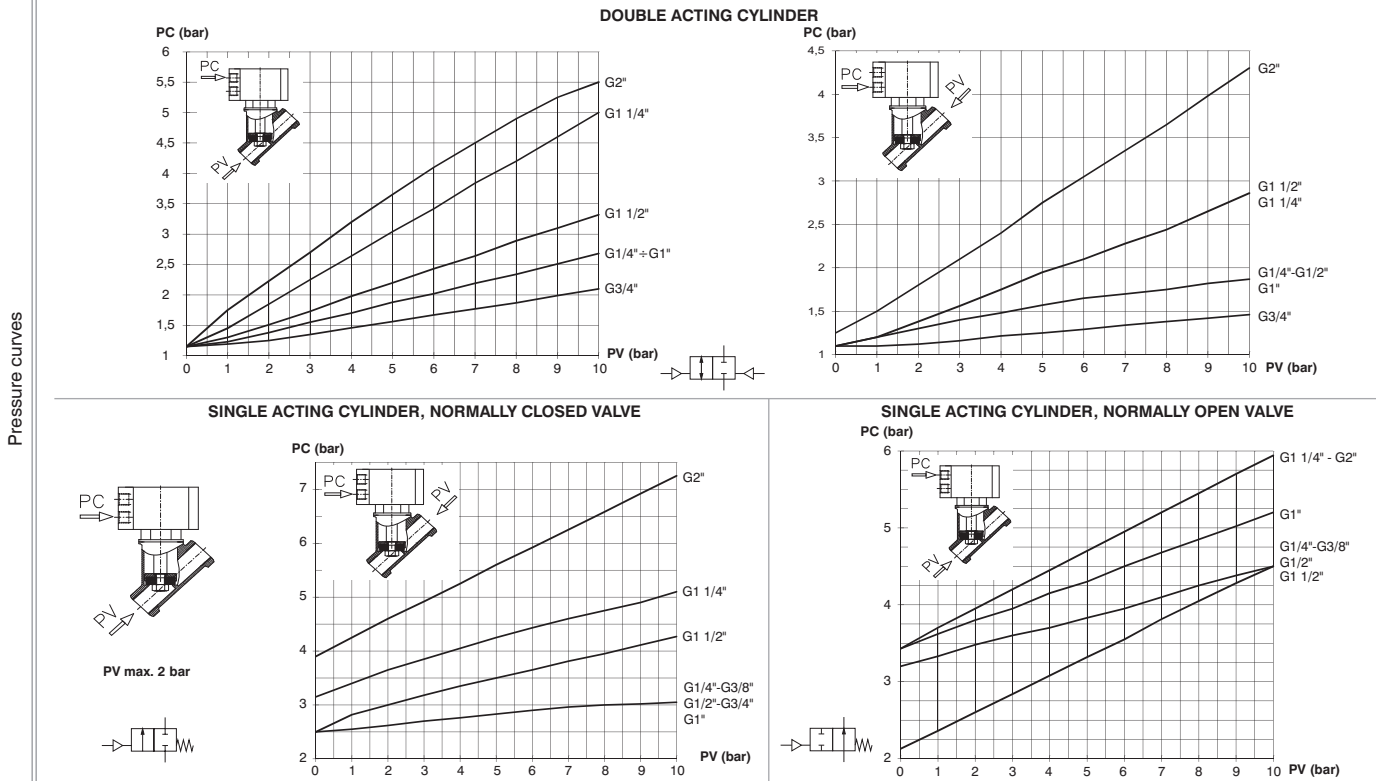 Pressure curves
DOUBLE ACTING CYLINDER
PC (bar)
6
5,5
5
4,5
4
3,5
3
2,5
2
1,5
1
PC
PV
G2"
G1 1/4"
G1 1/2"
G1/4"÷G1"
G3/4"
0 1 2 3 4 5 6 7 8 9 10
PV (bar)
PC (bar)
4,5
4
3,5
3
2,5
2
1,5
1
PC
PV
G2"
G1 1/2"
G1 1/4"
G1/4"-G1/2"
G1"
G3/4"
0 1 2 3 4 5 6 7 8 9 10 PV (bar)
SINGLE ACTING CYLINDER, NORMALLY CLOSED VALVE
PC
PV
PV max. 2 bar
PC (bar)
7
6
5
4
3
2
PC
PV
G2"
G1 1/4"
G1 1/2"
G1/4"-G3/8"
G1/2"-G3/4"
G1"
PV (bar)
0 1 2 3 4 5 6 7 8 9 10
SINGLE ACTING CYLINDER, NORMALLY OPEN VALVE
PC (bar)
6
5
4
3
2
PC
PV
G1 1/4" - G2"
G1"
G1/4"-G3/8"
G1/2"
G1 1/2"
0 1 2 3 4 5 6 7 8 9 10 PV (bar)